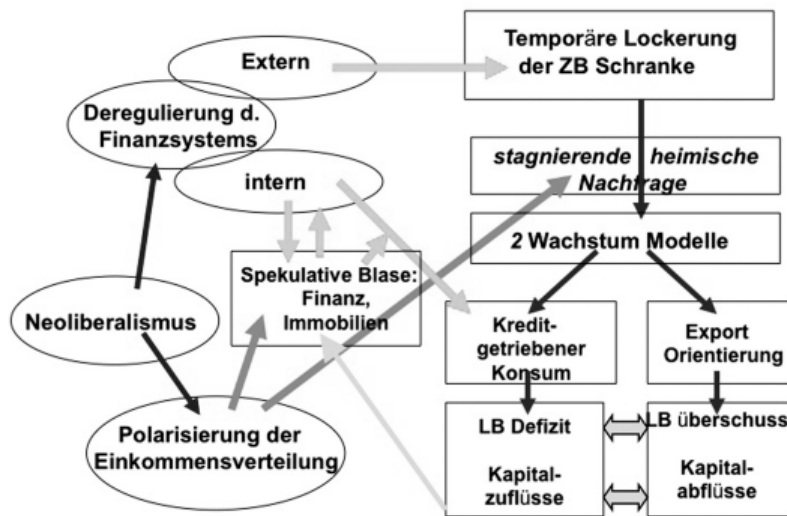 Extern
Temporäre Lockerung
der ZB Schranke
Deregulierung d.
Finanzsystems
intern
stagnierende heimische
Nachfrage
2 Wachstum Modelle
Spekulative Blase:
Finanz,
Immobilien
Neoliberalismus
Kredit-
getriebener
Konsum
Export
Orientierung
Polarisierung der
Einkommensverteilung
LB Defizit
Kapital-
zuflüsse
LB überschuss
Kapital-
abflüsse